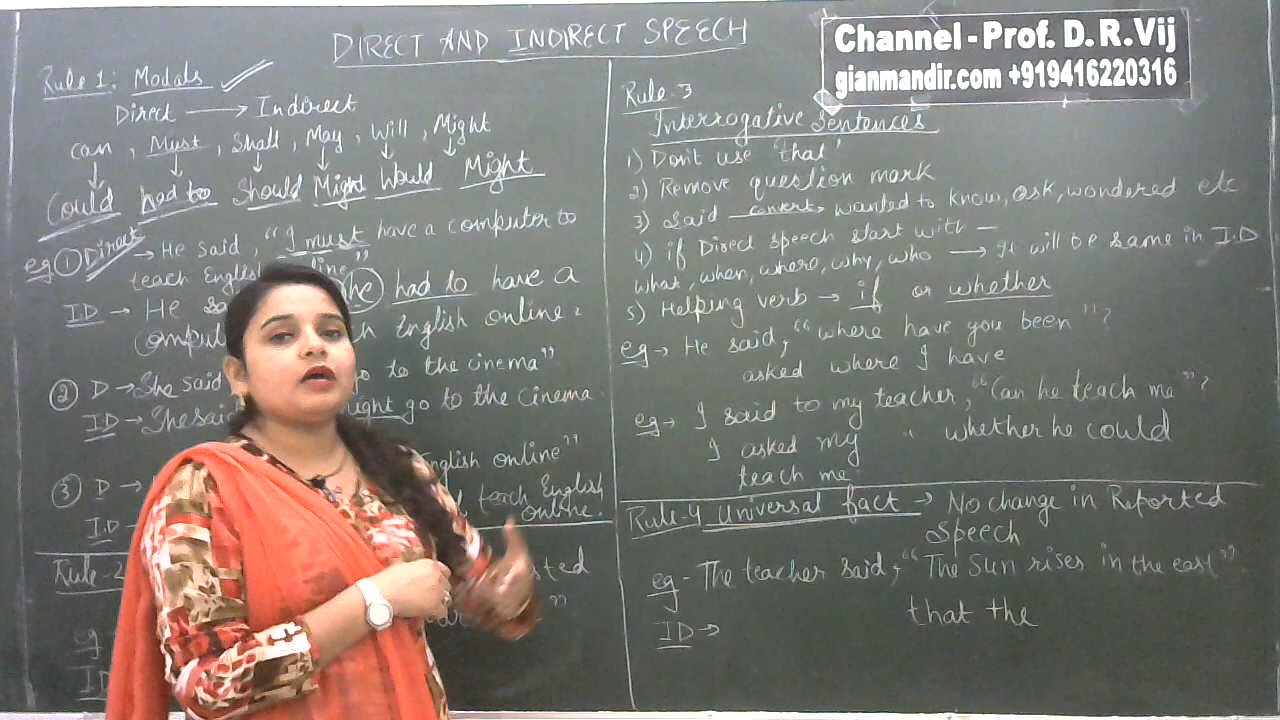 DIRECT AND INDIRECT SPEECH
Channel - Prof. D. R. Vij
gianmandir.com +919416220316
Rule 1: Modals
Direct → Indirect
can, Must, Shall, May, Will, Might
Could had to Should Might Would Might
eg ① Direct → He said, "I must have a computer to
teach English line"
ID → He he had to have a
Comput English online.
② D → She said go to the cinema"
ID → She said ight go to the cinema.
③ D → English online"
I.D teach English
online.
Rule-2
eg
ID
Rule 3
Interrogative Sentences
1) Don't use 'that'
2) Remove question mark
3) Said convert wanted to know, ask, wondered etc
4) if Direct speech start with —
what, when, where, why, who → It will be same in I.D
5) Helping verb → if or whether
eg → He said, "where have you been"?
asked where I have
eg → I said to my teacher, "Can he teach me"?
I asked my " whether he could
teach me.
Rule-4 Universal fact → No change in Reported
Speech
eg - The teacher said, "The Sun rises in the east".
that the
ID →